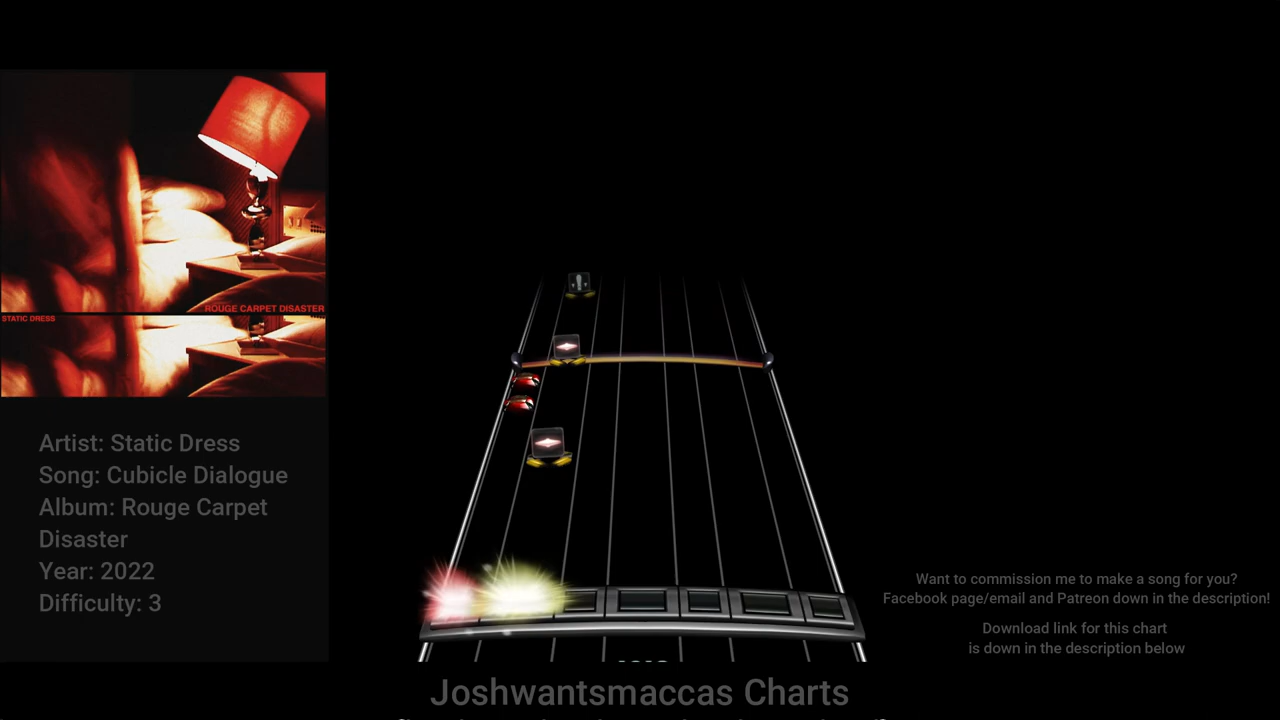 ROUGE CARPET DISASTER
STATIC DRESS
Artist: Static Dress
Song: Cubicle Dialogue
Album: Rouge Carpet
Disaster
Year: 2022
Difficulty: 3
Want to commission me to make a song for you?
Facebook page/email and Patreon down in the description!
Download link for this chart
is down in the description below
Joshwantsmaccas Charts